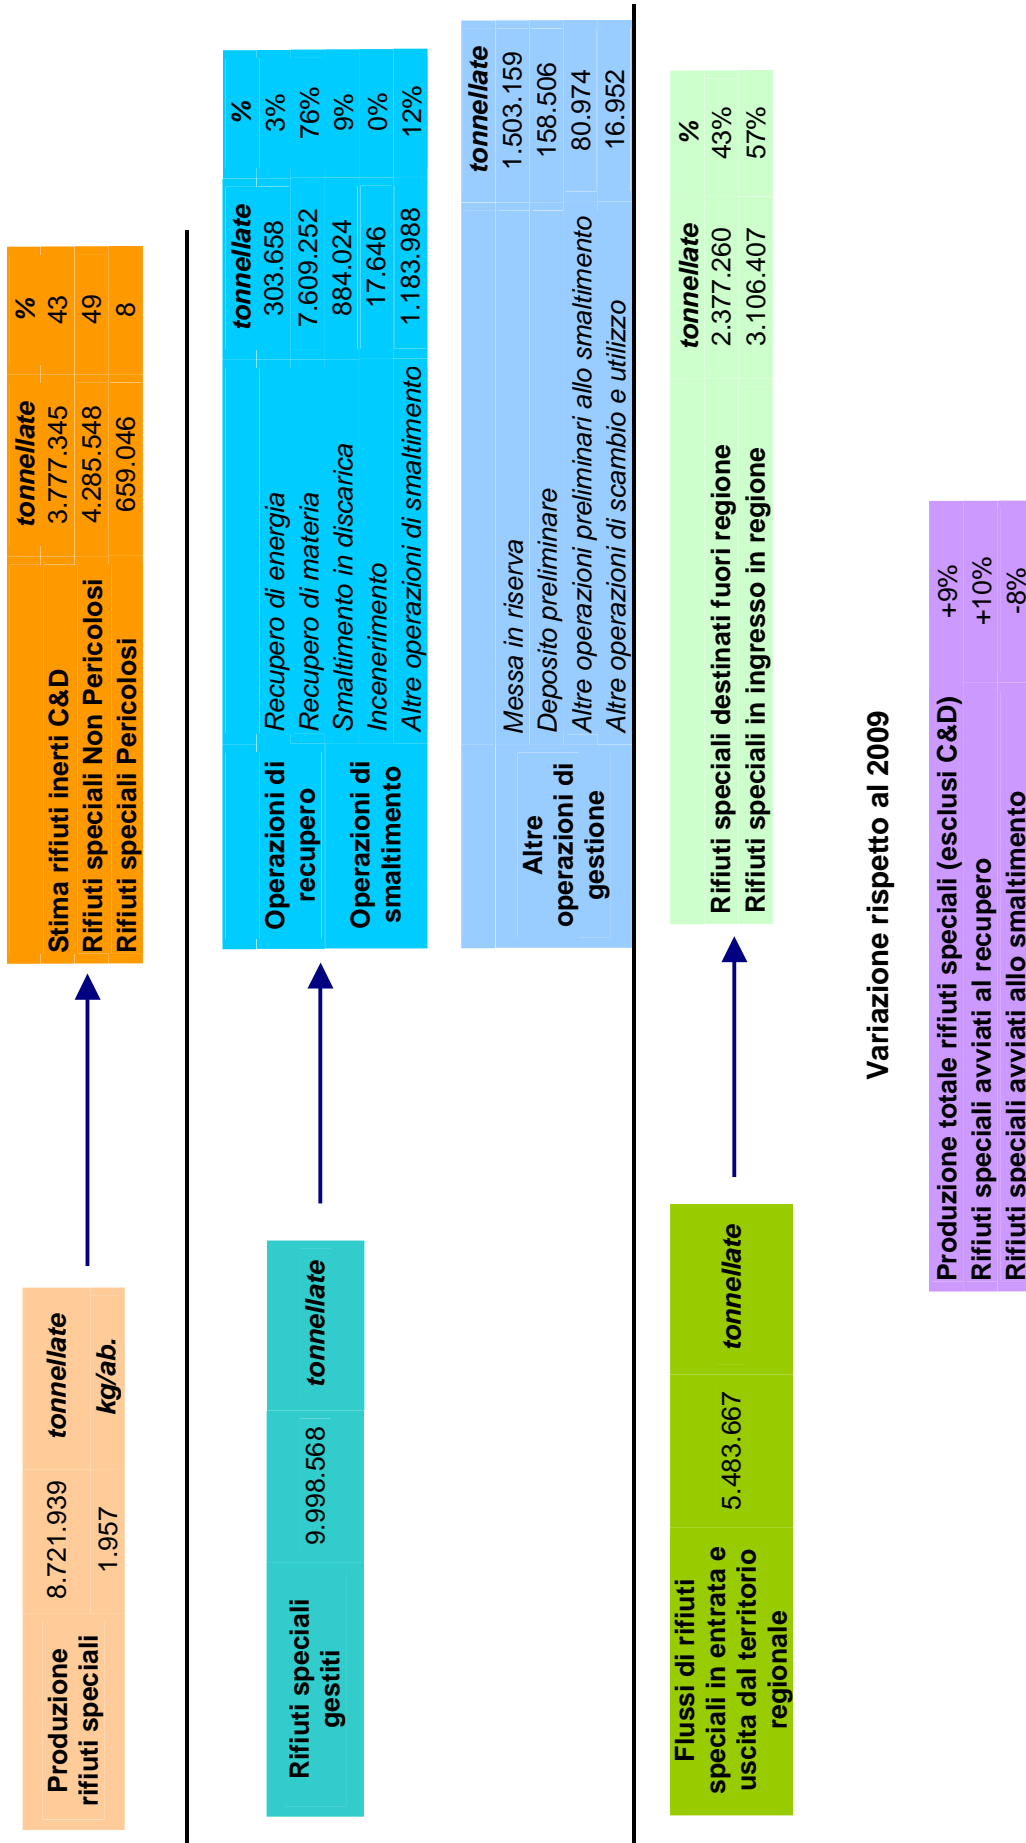 Produzione
rifiuti speciali
8.721.939 tonnellate
1.957 kg/ab.
tonnellate %
Stima rifiuti inerti C&D 3.777.345 43
Rifiuti speciali Non Pericolosi 4.285.548 49
Rifiuti speciali Pericolosi 659.046 8
Rifiuti speciali
gestiti
9.998.568 tonnellate
tonnellate %
Operazioni di
recupero
Recupero di energia 303.658 3%
Recupero di materia 7.609.252 76%
Operazioni di
smaltimento
Smaltimento in discarica 884.024 9%
Incenerimento 17.646 0%
Altre operazioni di smaltimento 1.183.988 12%
tonnellate
Altre
operazioni di
gestione
Messa in riserva 1.503.159
Deposito preliminare 158.506
Altre operazioni preliminari allo smaltimento 80.974
Altre operazioni di scambio e utilizzo 16.952
Flussi di rifiuti
speciali in entrata e
uscita dal territorio
regionale
5.483.667 tonnellate
tonnellate %
Rifiuti speciali destinati fuori regione 2.377.260 43%
Rifiuti speciali in ingresso in regione 3.106.407 57%
Variazione rispetto al 2009
Produzione totale rifiuti speciali (esclusi C&D) +9%
Rifiuti speciali avviati al recupero +10%
Rifiuti speciali avviati allo smaltimento -8%